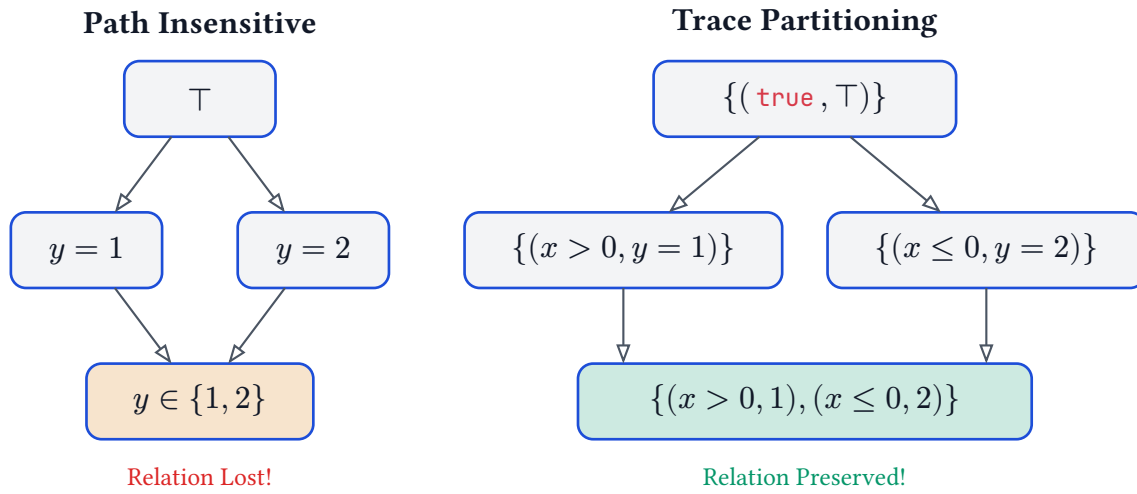 Path Insensitive
⊤
y = 1
y = 2
y ∈ {1, 2}
Relation Lost!
Trace Partitioning
{( true , ⊤)}
{(x > 0, y = 1)}
{(x ≤ 0, y = 2)}
{(x > 0, 1), (x ≤ 0, 2)}
Relation Preserved!